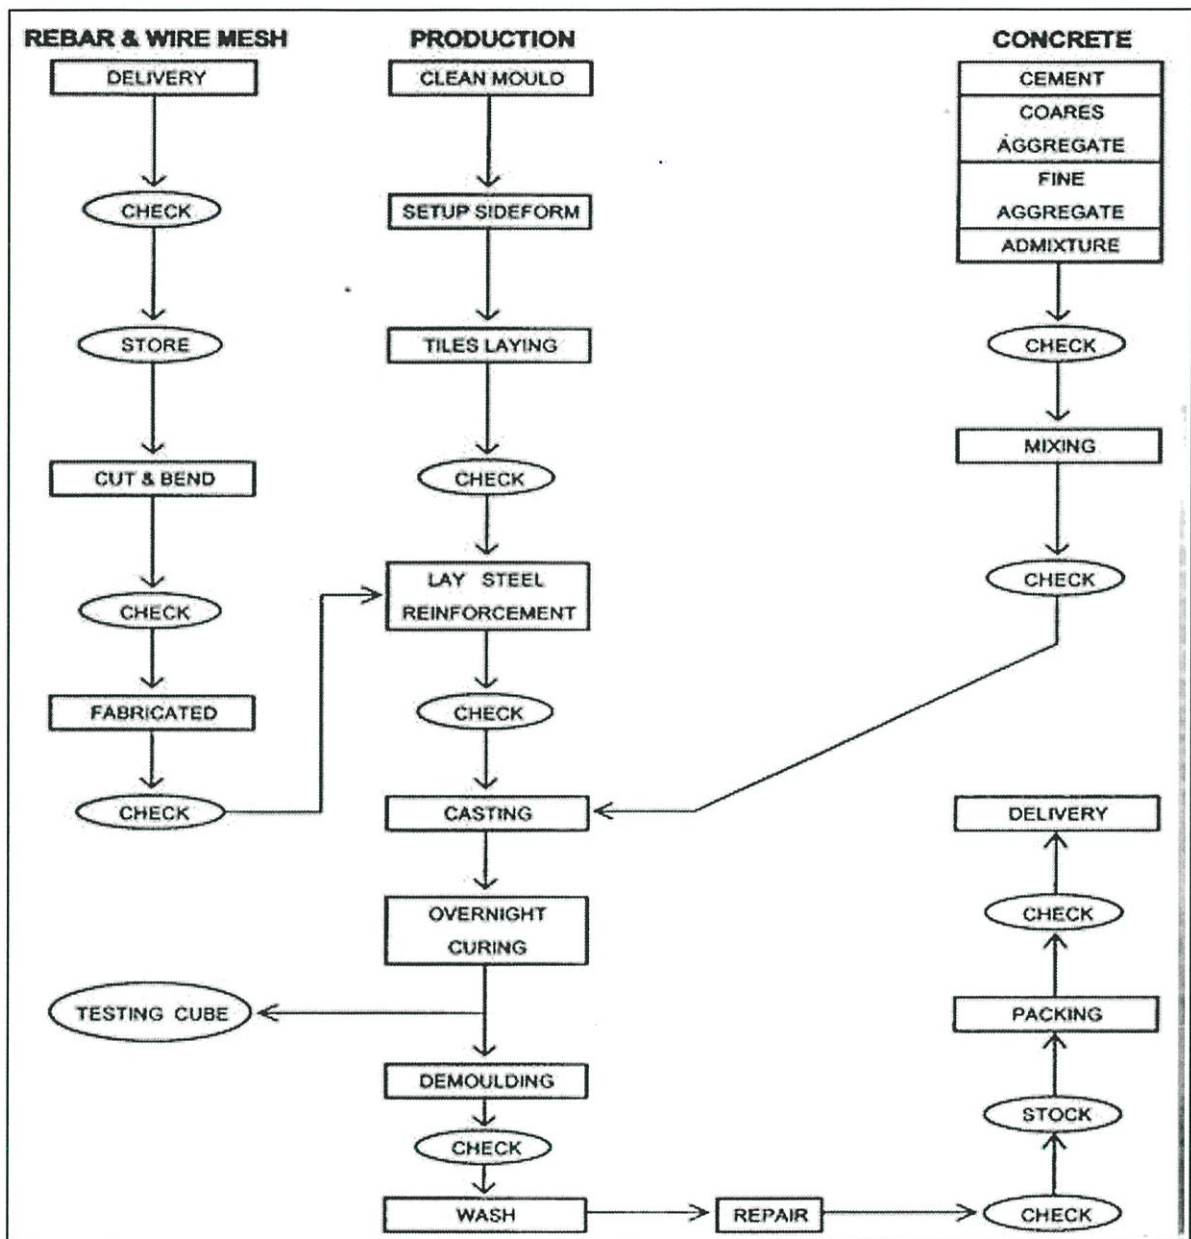 REBAR & WIRE MESH
DELIVERY
CHECK
STORE
CUT & BEND
CHECK
FABRICATED
CHECK
PRODUCTION
CLEAN MOULD
SETUP SIDEFORM
TILES LAYING
CHECK
LAY STEEL
REINFORCEMENT
CHECK
CASTING
OVERNIGHT
CURING
TESTING CUBE
DEMOULDING
CHECK
WASH
REPAIR
CONCRETE
CEMENT
COARES
AGGREGATE
FINE
AGGREGATE
ADMIXTURE
CHECK
MIXING
CHECK
DELIVERY
CHECK
PACKING
STOCK
CHECK